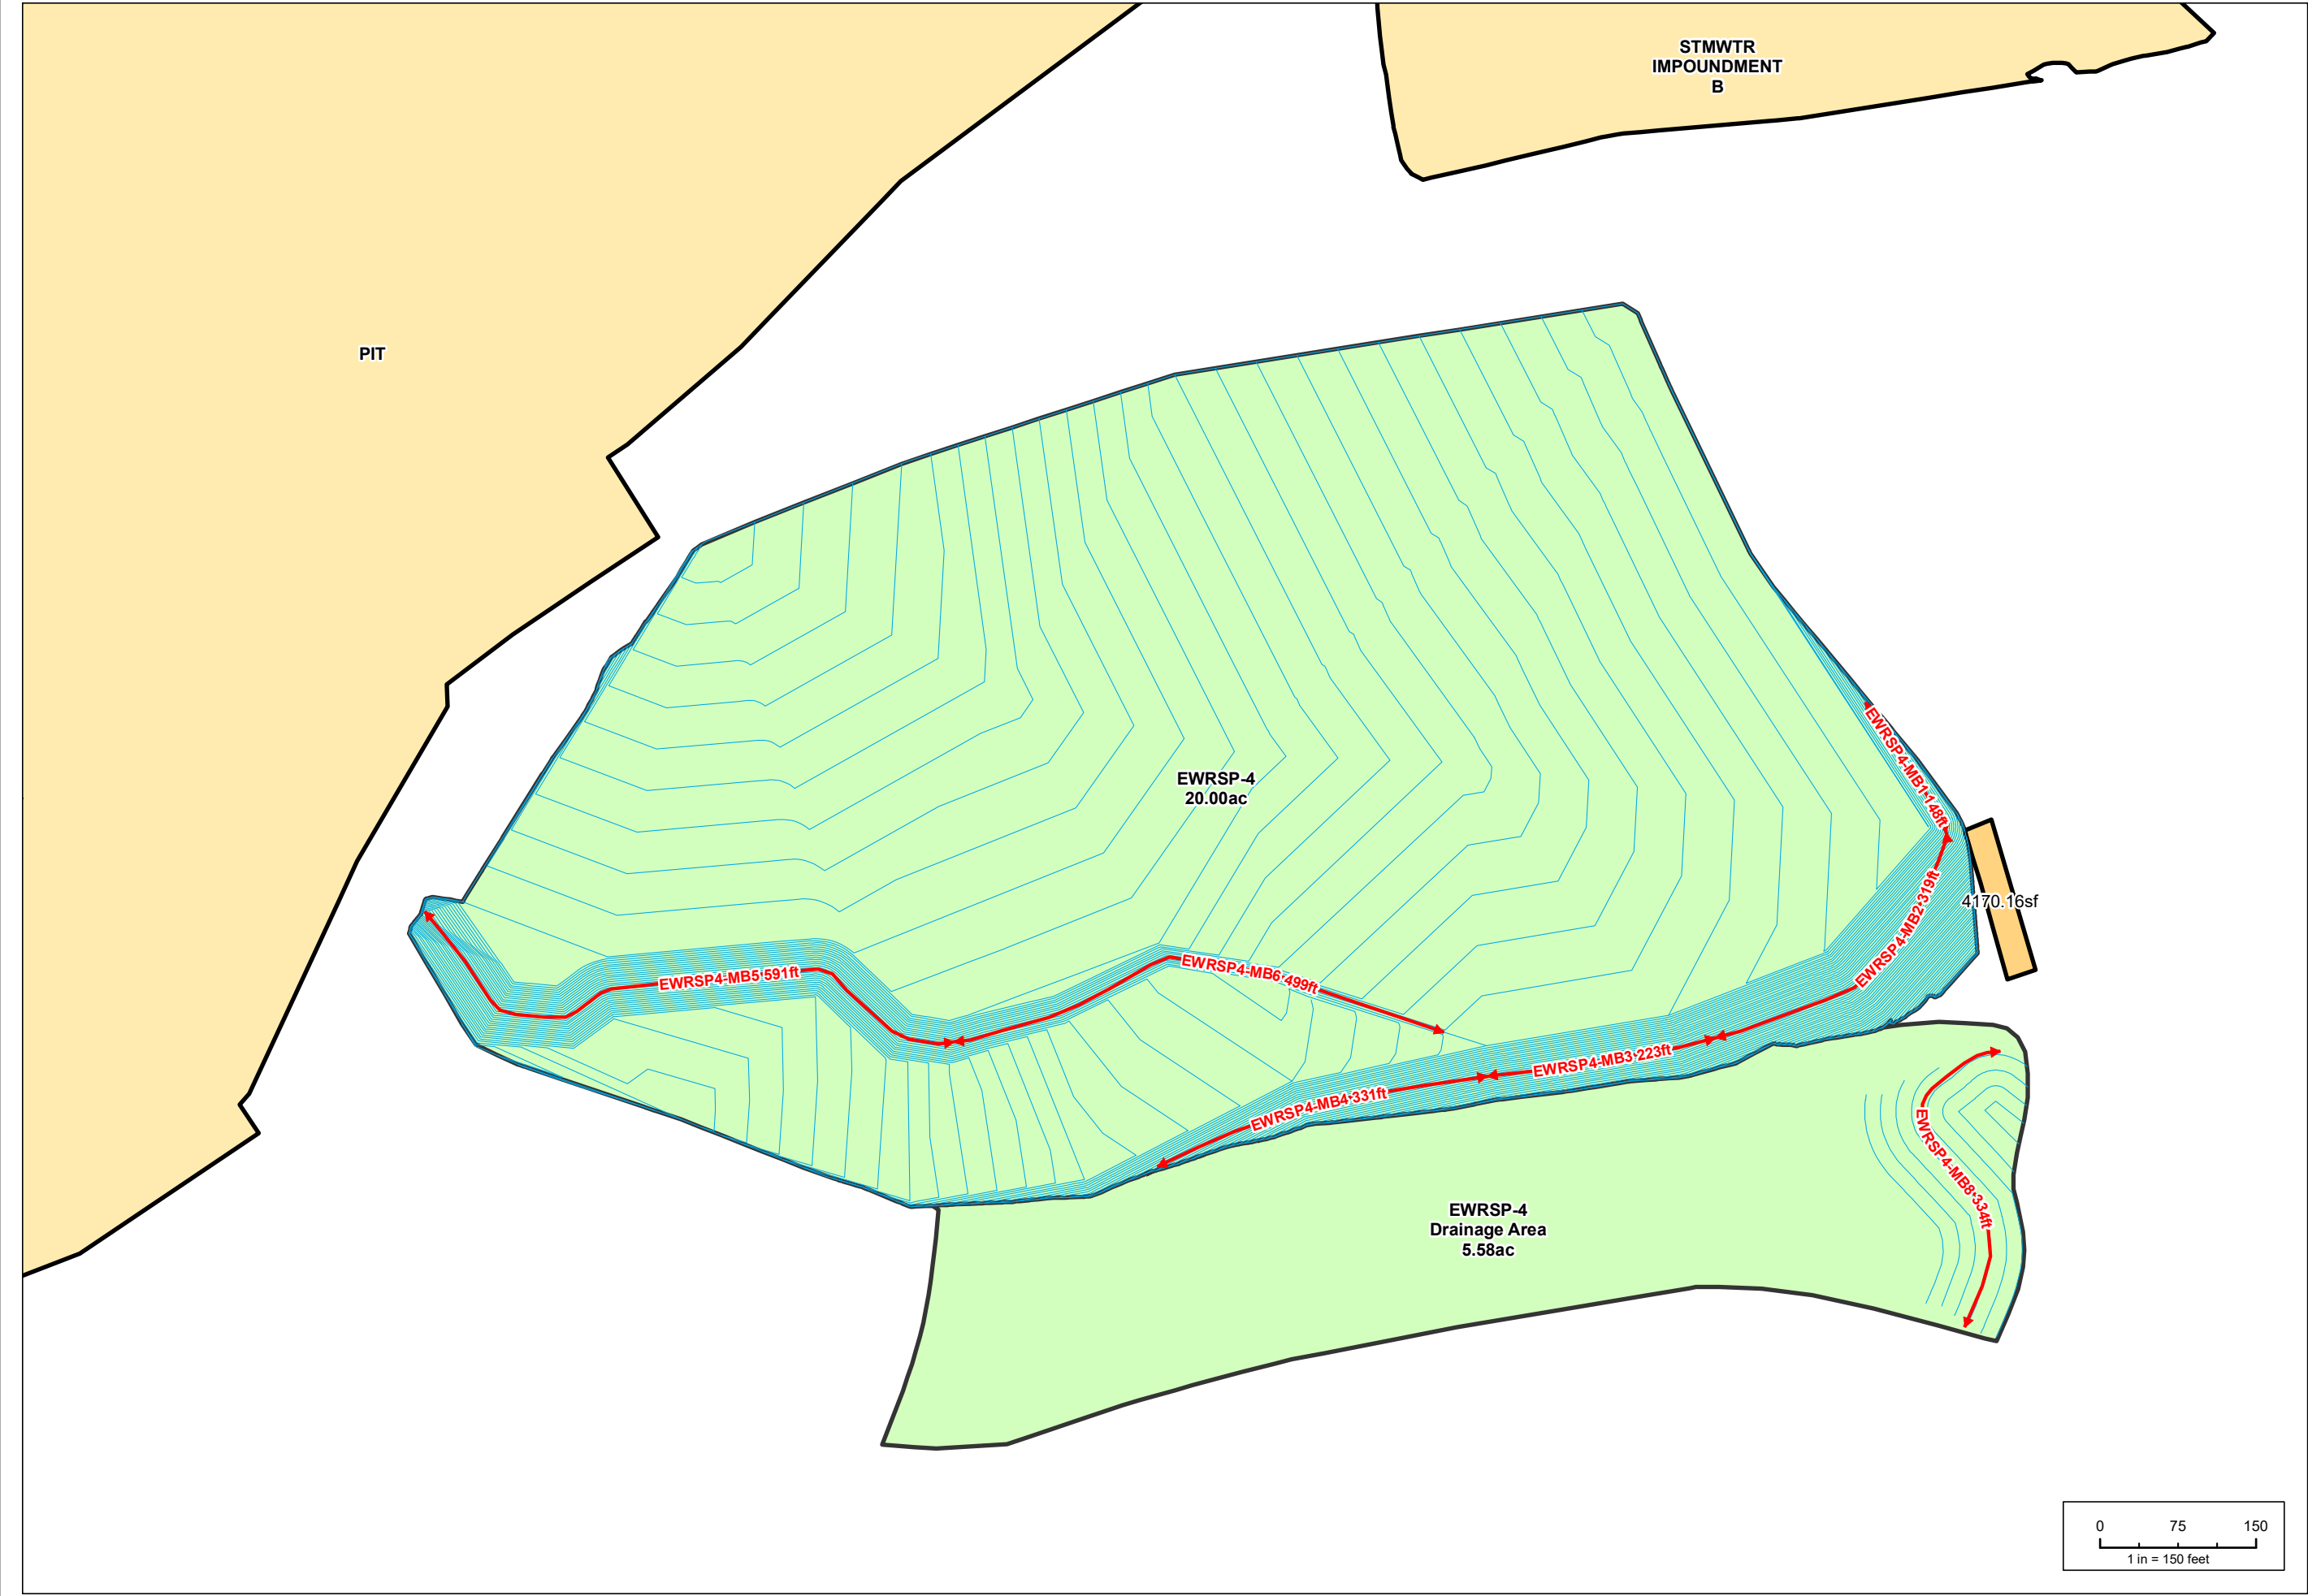 STMWTR
IMPOUNDMENT
B
PIT
EWRSP-4
20.00ac
EWRSP4-MB1 148ft
4170.16sf
EWRSP4-MB2 319ft
EWRSP4-MB5 591ft
EWRSP4-MB6 499ft
EWRSP4-MB3 223ft
EWRSP4-MB4 331ft
EWRSP4-MB8 334ft
EWRSP-4
Drainage Area
5.58ac
0 75 150
1 in = 150 feet